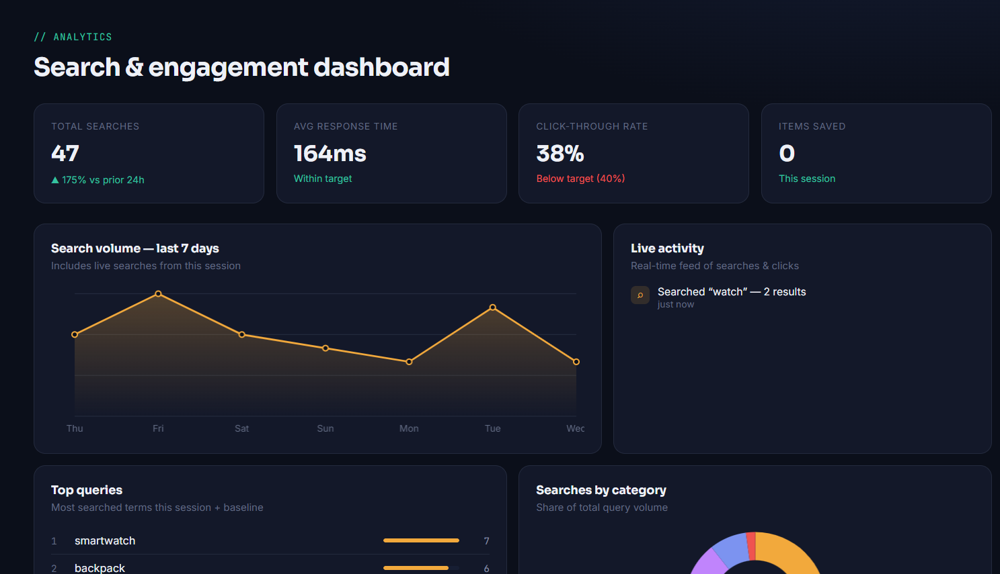 // ANALYTICS
Search & engagement dashboard
TOTAL SEARCHES
47
▲ 175% vs prior 24h
AVG RESPONSE TIME
164ms
Within target
CLICK-THROUGH RATE
38%
Below target (40%)
ITEMS SAVED
0
This session
Search volume — last 7 days
Includes live searches from this session
Thu Fri Sat Sun Mon Tue Wed
Live activity
Real-time feed of searches & clicks
Searched “watch” — 2 results
just now
Top queries
Most searched terms this session + baseline
1 smartwatch 7
2 backpack 6
Searches by category
Share of total query volume